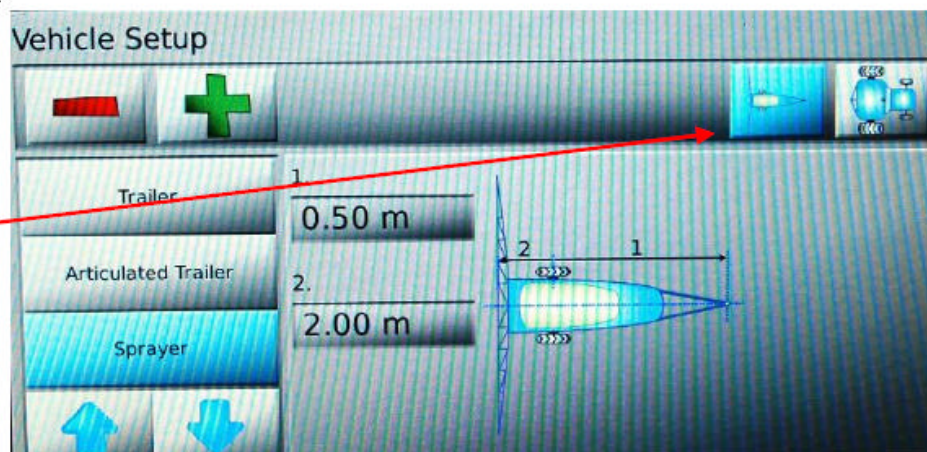 Vehicle Setup
Trailer
1.
0.50 m
Articulated Trailer
2.
2.00 m
Sprayer
2 1